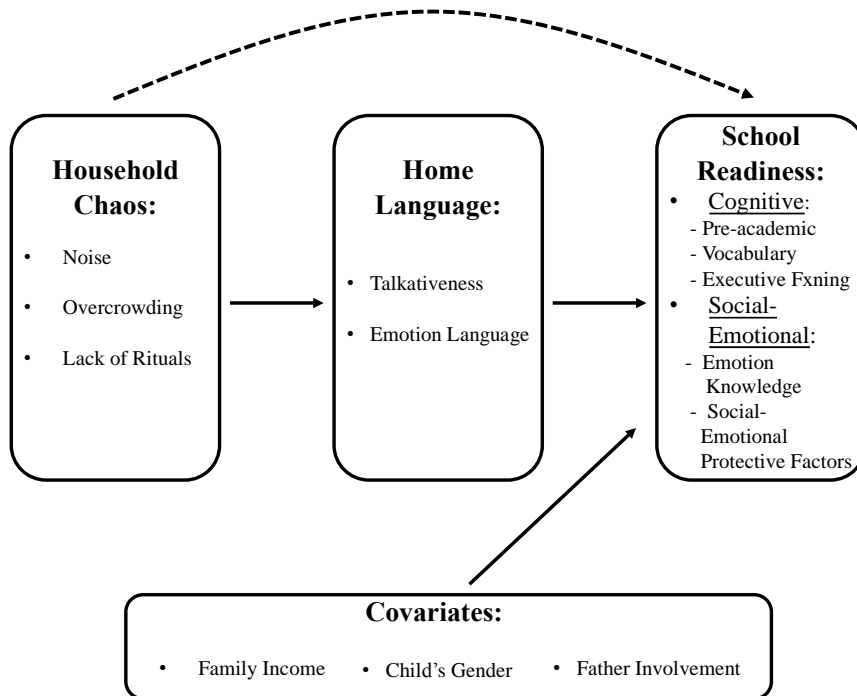 Household
Chaos:
• Noise
• Overcrowding
• Lack of Rituals
Home
Language:
• Talkativeness
• Emotion Language
School
Readiness:
• Cognitive:
- Pre-academic
- Vocabulary
- Executive Fxning
• Social-
Emotional:
- Emotion
Knowledge
- Social-
Emotional
Protective Factors
Covariates:
• Family Income • Child's Gender • Father Involvement